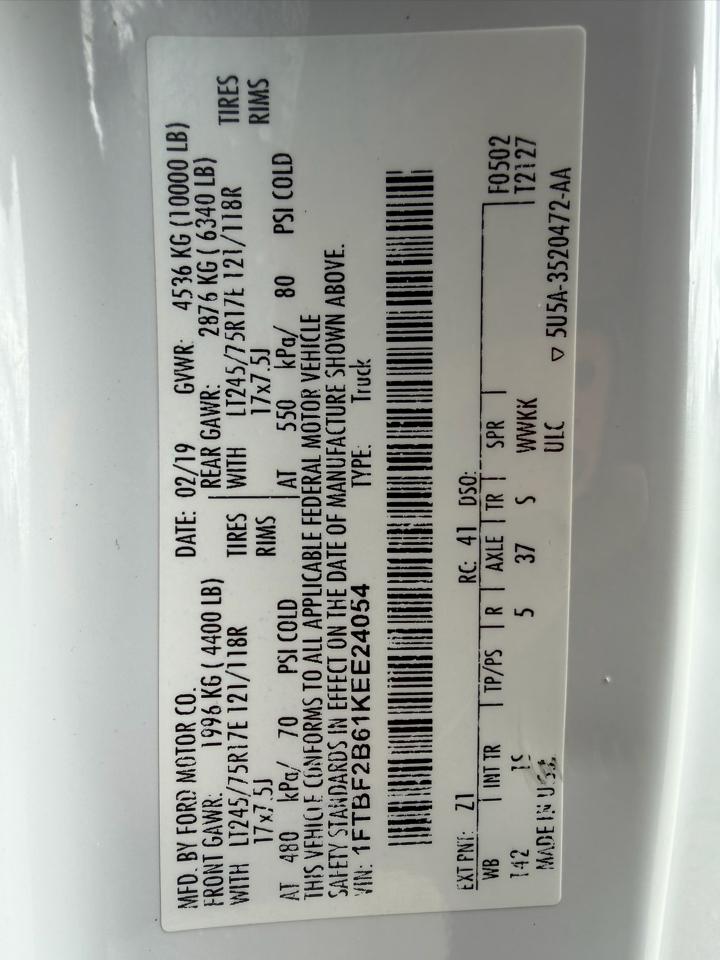 MFD. BY FORD MOTOR CO.
DATE: 02/19 GVWR: 4536 KG (10000 LB)
FRONT GAWR: 1996 KG ( 4400 LB) REAR GAWR: 2876 KG ( 6340 LB)
WITH LT245/75R17E 121/118R TIRES WITH LT245/75R17E 121/118R TIRES
17x7.5J RIMS 17x7.5J RIMS
AT 480 kPa/ 70 PSI COLD AT 550 kPa/ 80 PSI COLD
THIS VEHICLE CONFORMS TO ALL APPLICABLE FEDERAL MOTOR VEHICLE
SAFETY STANDARDS IN EFFECT ON THE DATE OF MANUFACTURE SHOWN ABOVE.
VIN: 1FTBF2B61KEE24054 TYPE: Truck
EXT PNT: Z1 RC: 41 DSO: F0502
WB INT TR TP/PS R AXLE TR SPR T2127
142 IS 5 37 S WWKK
MADE IN U.S.A. ULC ▽ 5U5A-3520472-AA